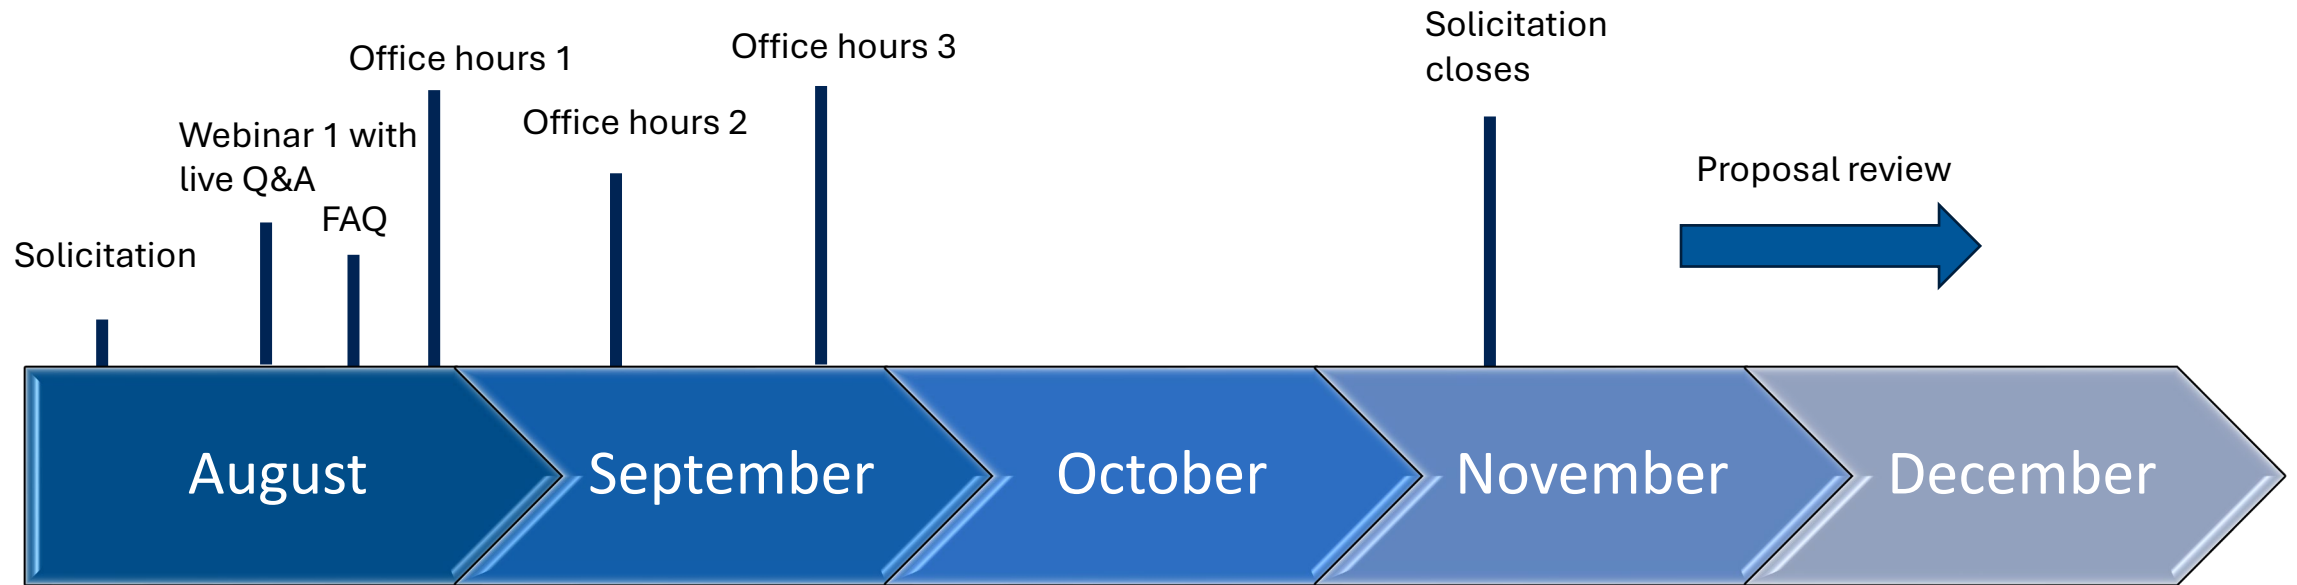 Solicitation
Webinar 1 with
live Q&A
FAQ
Office hours 1
Office hours 2
Office hours 3
Solicitation
closes
Proposal review
August
September
October
November
December